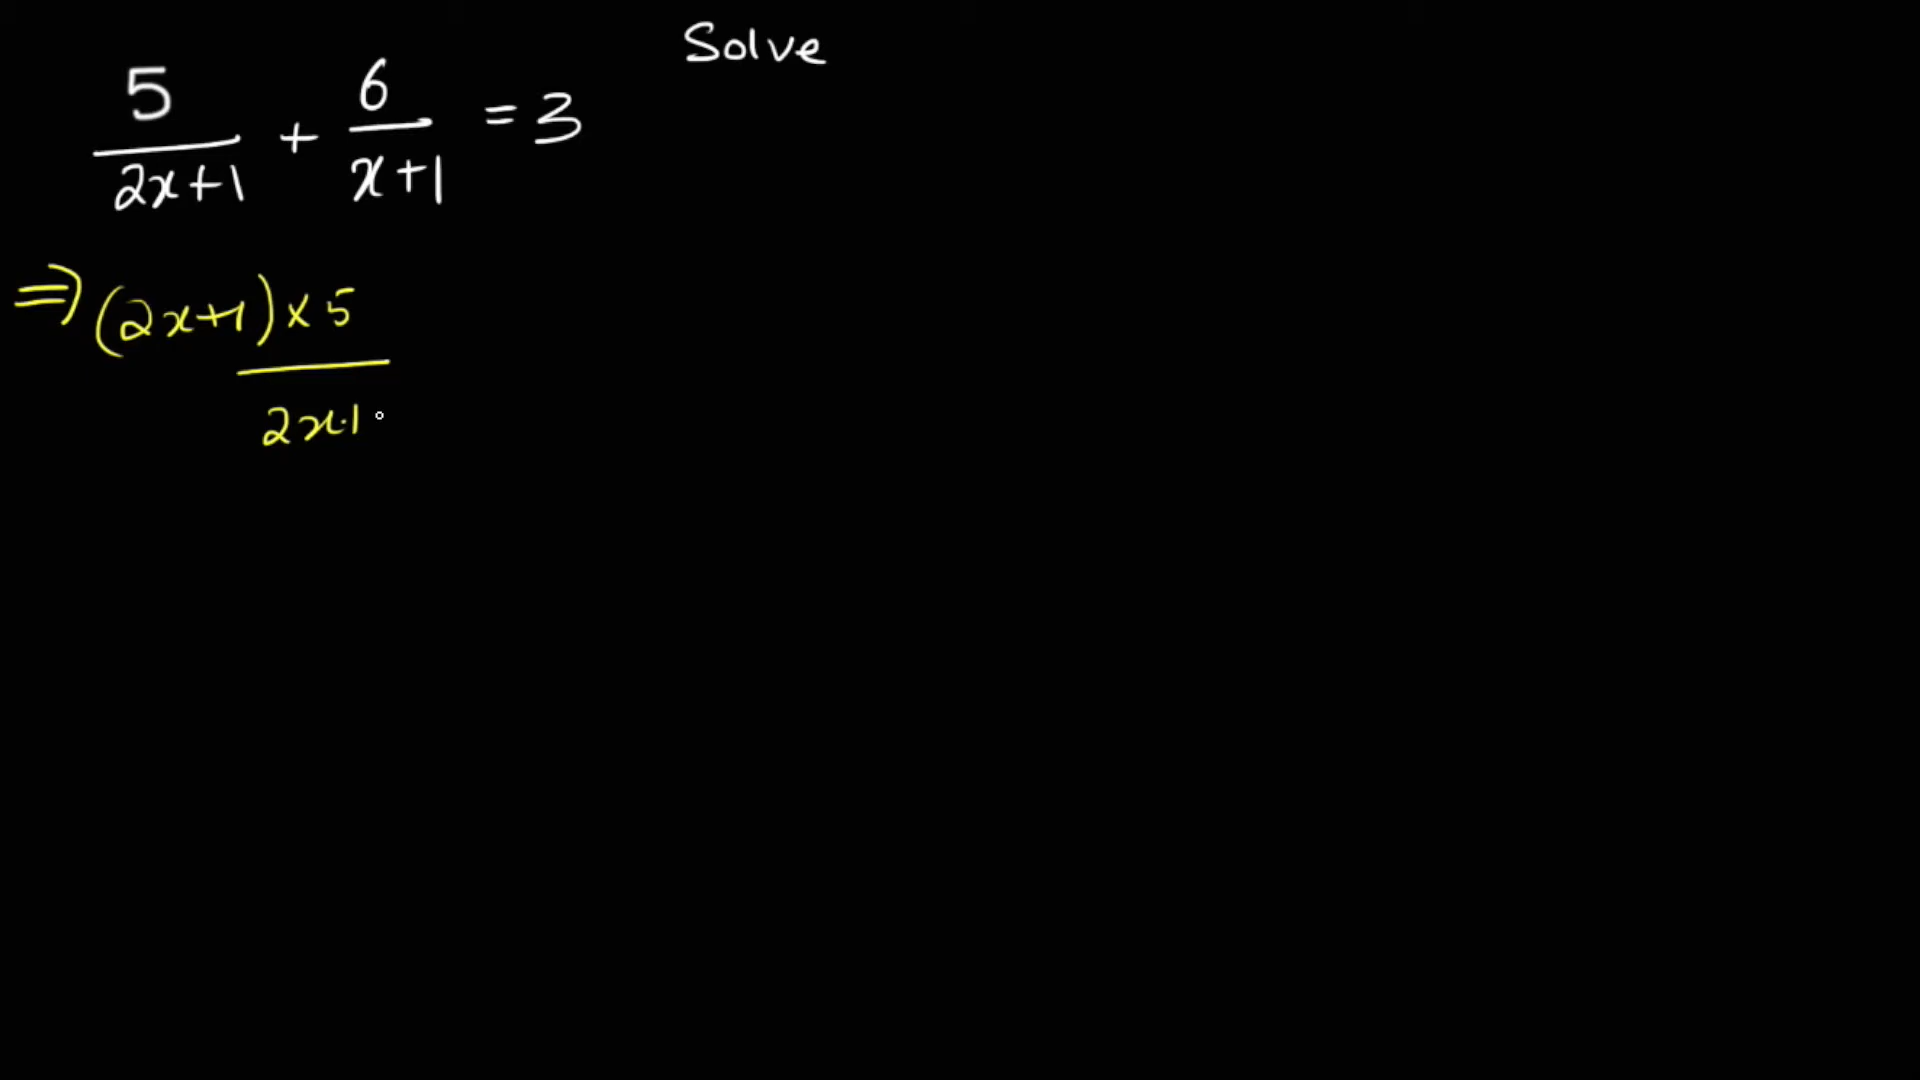 Solve
5/(2x+1) + 6/(x+1) = 3
⇒ (2x+1) × 5
2x·1